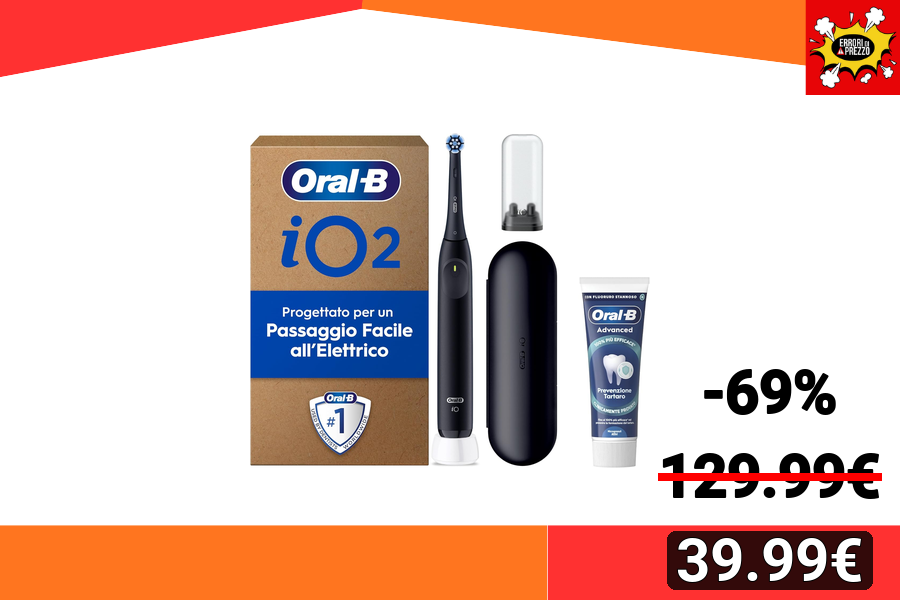 ERRORI DI
PREZZO
Oral-B
iO2
Progettato per un
Passaggio Facile
all'Elettrico
Oral-B
#1
Oral-B
iO
Oral-B
Advanced
Prevenzione
Tartaro
-69%
129.99€
39.99€